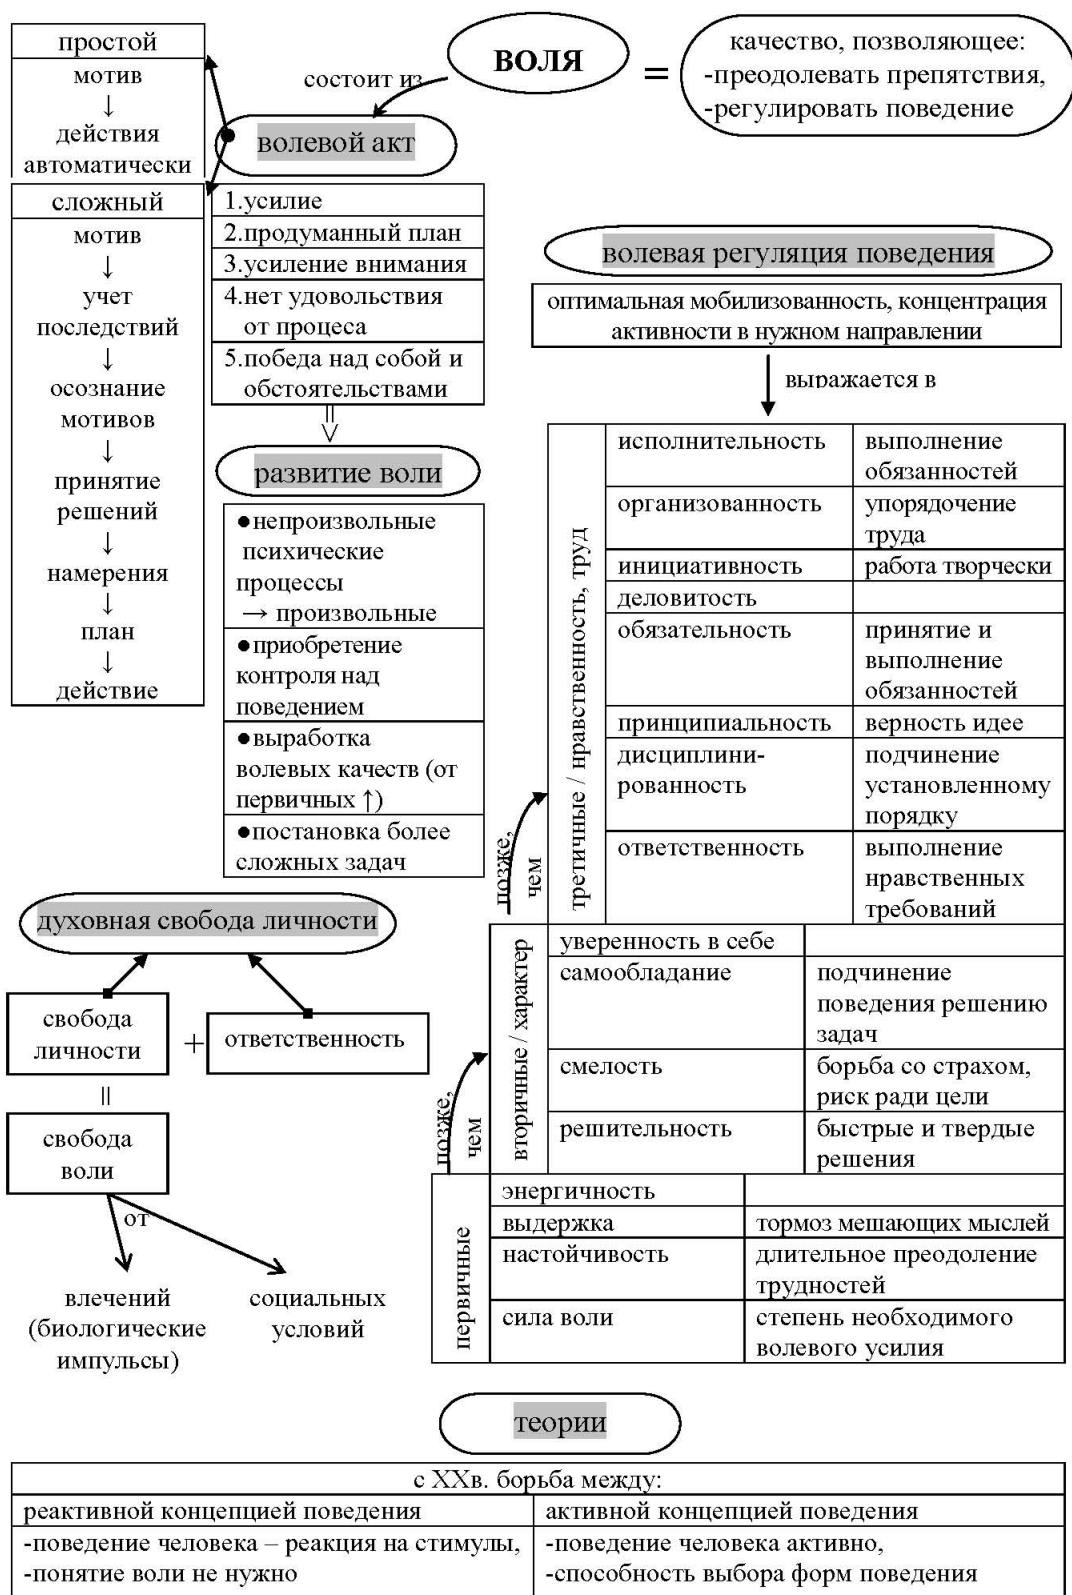 ВОЛЯ
=
качество, позволяющее:
-преодолевать препятствия,
-регулировать поведение
состоит из
волевой акт
простой
мотив
↓
действия
автоматически
сложный
мотив
↓
учет
последствий
↓
осознание
мотивов
↓
принятие
решений
↓
намерения
↓
план
↓
действие
1.усилие
2.продуманный план
3.усиление внимания
4.нет удовольствия
от процеса
5.победа над собой и
обстоятельствами
развитие воли
●непроизвольные
психические
процессы
→ произвольные
●приобретение
контроля над
поведением
●выработка
волевых качеств (от
первичных ↑)
●постановка более
сложных задач
волевая регуляция поведения
оптимальная мобилизованность, концентрация
активности в нужном направлении
выражается в
третичные / нравственность, труд
исполнительность
выполнение
обязанностей
организованность
упорядочение
труда
инициативность
работа творчески
деловитость
обязательность
принятие и
выполнение
обязанностей
принципиальность
верность идее
дисциплини-
рованность
подчинение
установленному
порядку
ответственность
выполнение
нравственных
требований
позже,
чем
вторичные / характер
уверенность в себе
самообладание
подчинение
поведения решению
задач
смелость
борьба со страхом,
риск ради цели
решительность
быстрые и твердые
решения
позже,
чем
первичные
энергичность
выдержка
тормоз мешающих мыслей
настойчивость
длительное преодоление
трудностей
сила воли
степень необходимого
волевого усилия
духовная свобода личности
свобода
личности
+
ответственность
=
свобода
воли
от
влечений
(биологические
импульсы)
социальных
условий
теории
с XXв. борьба между:
реактивной концепцией поведения
-поведение человека – реакция на стимулы,
-понятие воли не нужно
активной концепцией поведения
-поведение человека активно,
-способность выбора форм поведения